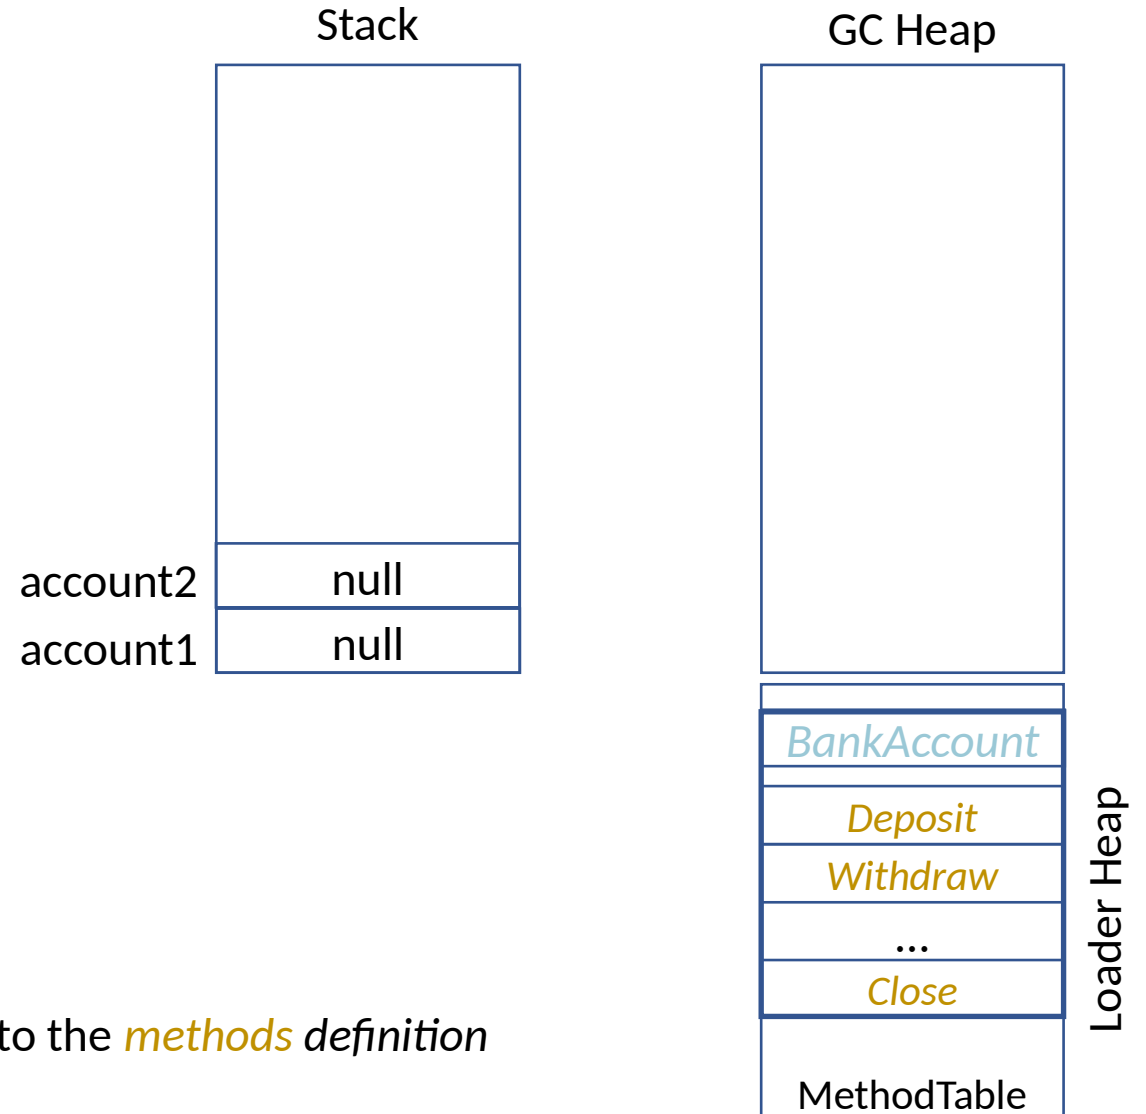 Stack
GC Heap
account2
null
account1
null
BankAccount
Deposit
Withdraw
...
Close
Loader Heap
to the methods definition
MethodTable